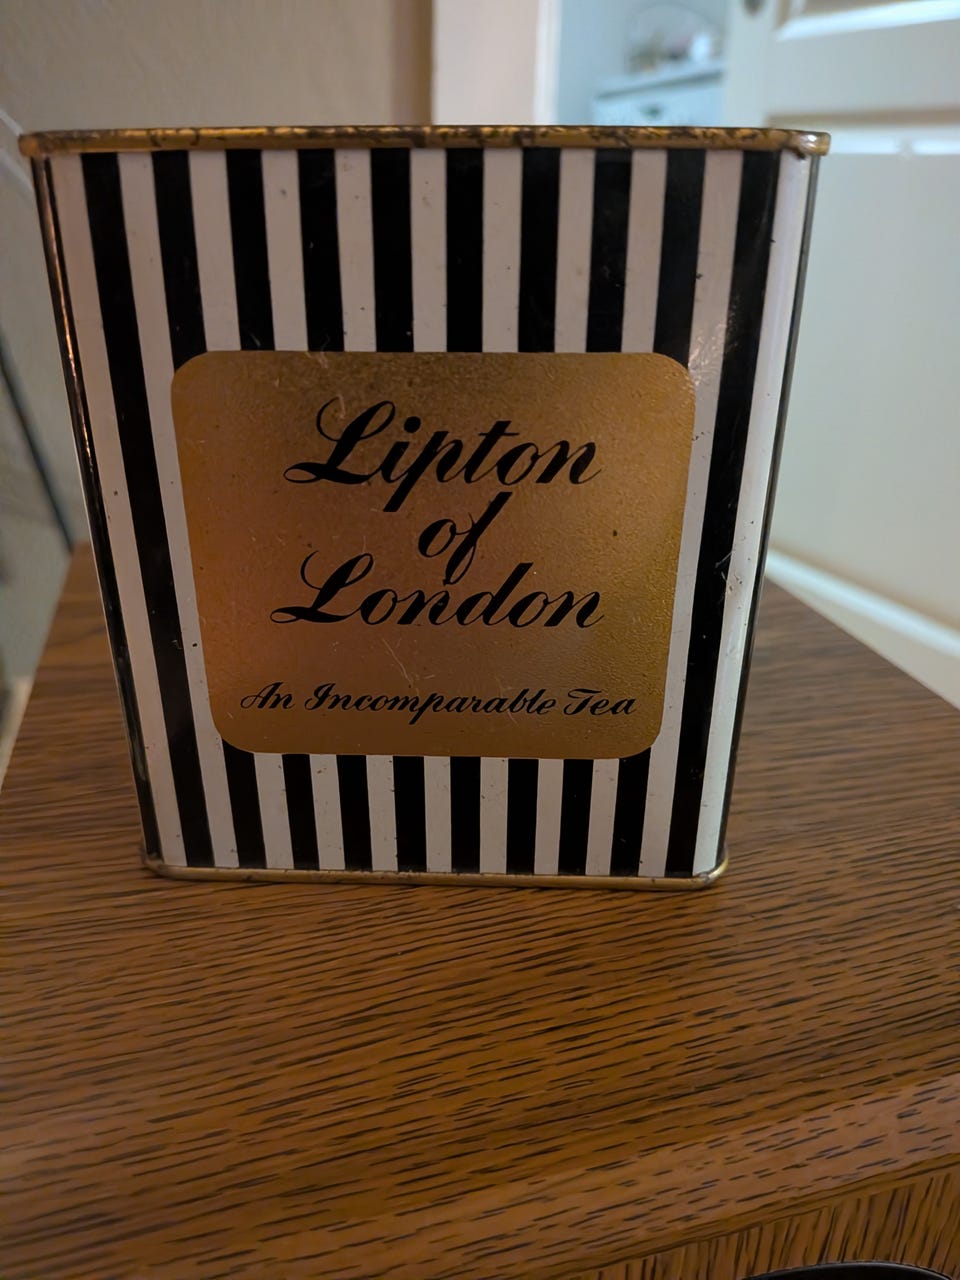 Lipton
of
London
An Incomparable Tea